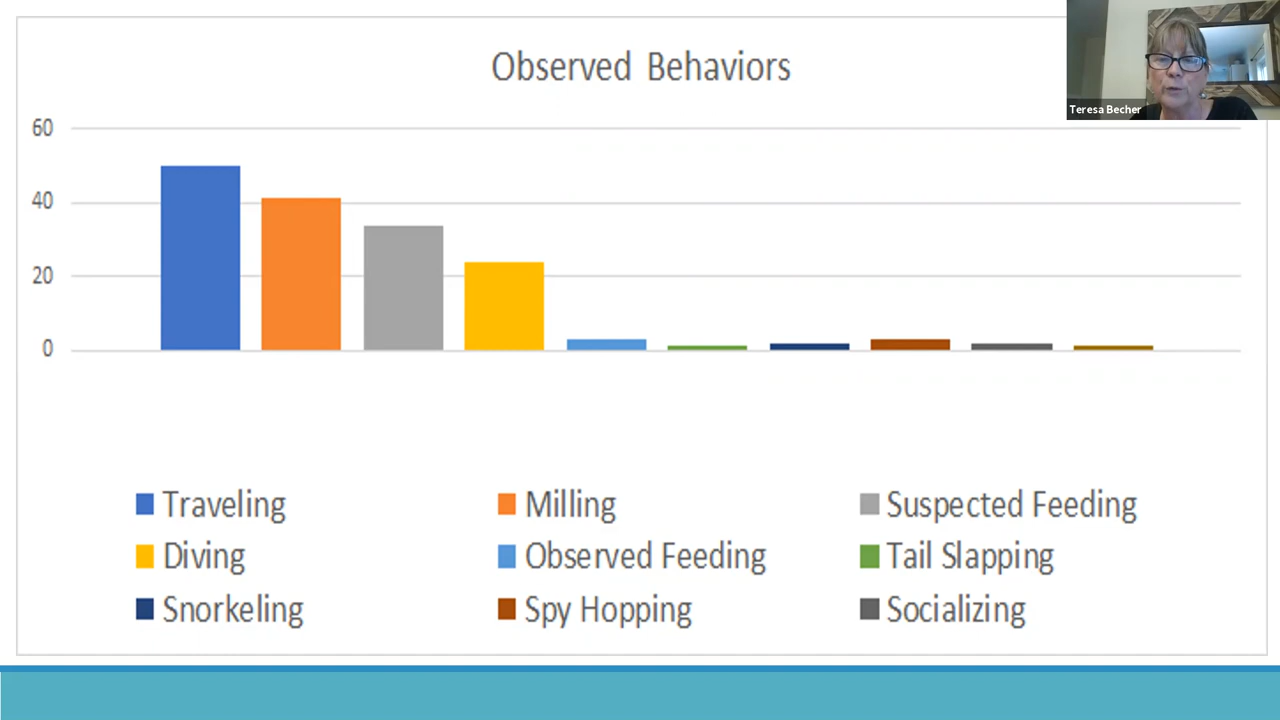 Observed Behaviors
Teresa Becher
60
40
20
0
Traveling Milling Suspected Feeding
Diving Observed Feeding Tail Slapping
Snorkeling Spy Hopping Socializing